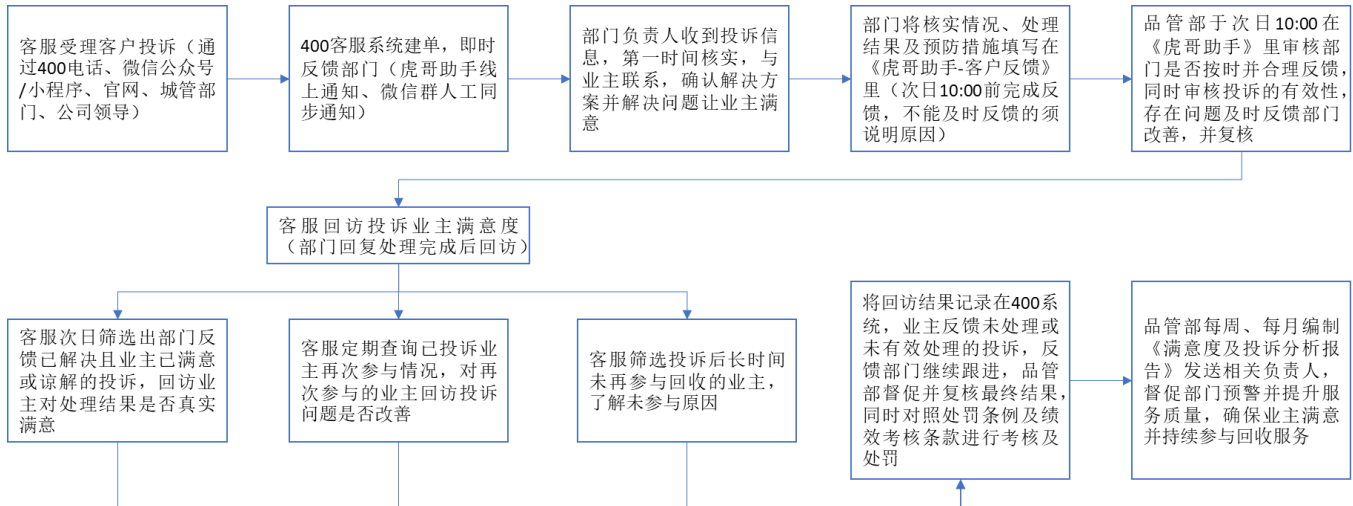 客服受理客户投诉（通
过400电话、微信公众号
/小程序、官网、城管部
门、公司领导）
400客服系统建单，即时
反馈部门（虎哥助手线
上通知、微信群人工同
步通知）
部门负责人收到投诉信
息，第一时间核实，与
业主联系，确认解决方
案并解决问题让业主满
意
部门将核实情况、处理
结果及预防措施填写在
《虎哥助手-客户反馈》
里（次日10:00前完成反
馈，不能及时反馈的须
说明原因）
品管部于次日10:00在
《虎哥助手》里审核部
门是否按时并合理反馈，
同时审核投诉的有效性，
存在问题及时反馈部门
改善，并复核
客服回访投诉业主满意度
（部门回复处理完成后回访）
客服次日筛选出部门反
馈已解决且业主已满意
或谅解的投诉，回访业
主对处理结果是否真实
满意
客服定期查询已投诉业
主再次参与情况，对再
次参与的业主回访投诉
问题是否改善
客服筛选投诉后长时间
未再参与回收的业主，
了解未参与原因
将回访结果记录在400系
统，业主反馈未处理或
未有效处理的投诉，反
馈部门继续跟进，品管
部督促并复核最终结果，
同时对照处罚条例及绩
效考核条款进行考核及
处罚
品管部每周、每月编制
《满意度及投诉分析报
告》发送相关负责人，
督促部门预警并提升服
务质量，确保业主满意
并持续参与回收服务